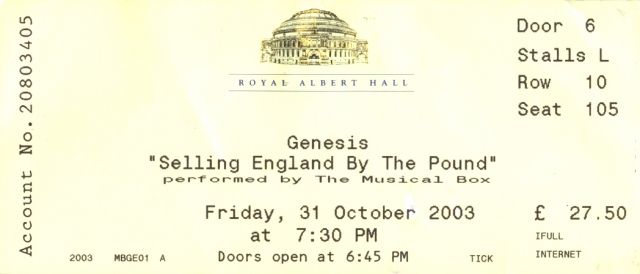 Account No. 20803405
ROYAL ALBERT HALL
Door 6
Stalls L
Row 10
Seat 105
Genesis
"Selling England By The Pound"
performed by The Musical Box
Friday, 31 October 2003
at 7:30 PM
Doors open at 6:45 PM
£ 27.50
IFULL
INTERNET
2003 MBGE01 A
TICK